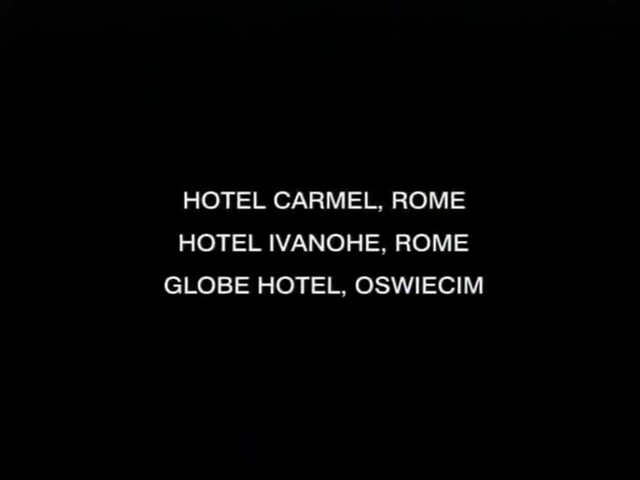 HOTEL CARMEL, ROME
HOTEL IVANOHE, ROME
GLOBE HOTEL, OSWIECIM